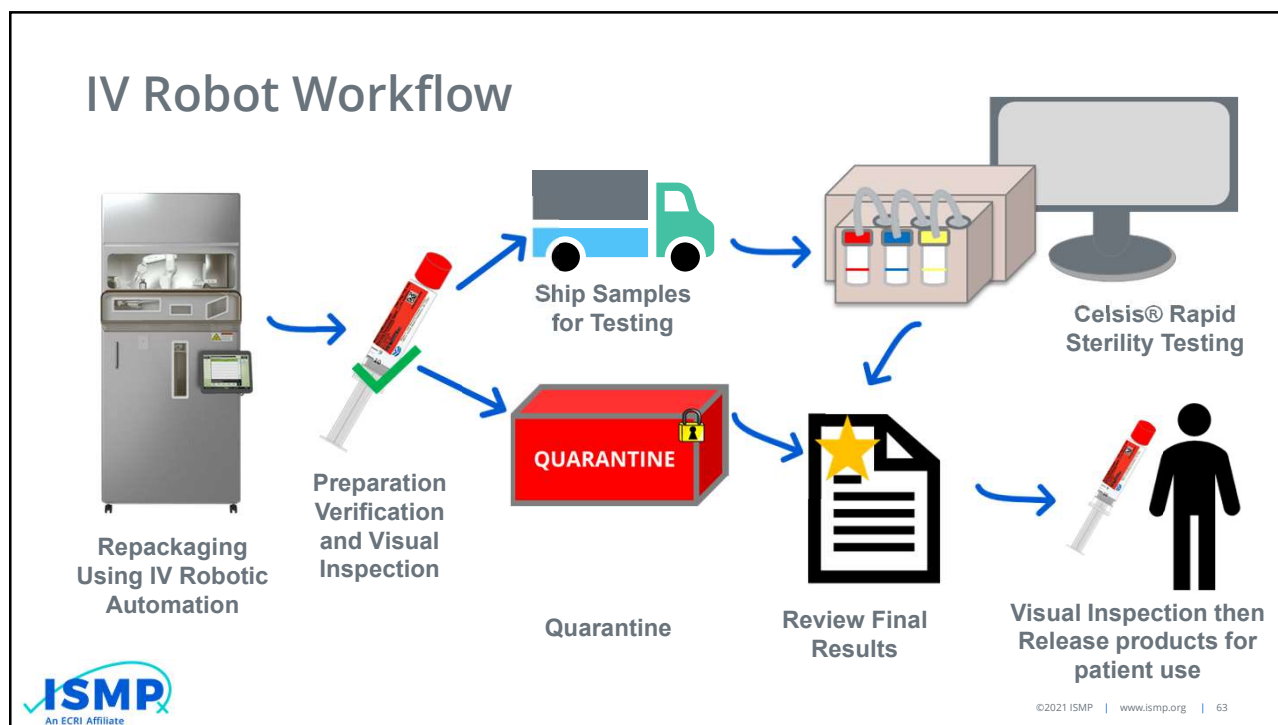 IV Robot Workflow
Repackaging
Using IV Robotic
Automation
Preparation
Verification
and Visual
Inspection
Ship Samples
for Testing
Celsis® Rapid
Sterility Testing
QUARANTINE
Quarantine
Review Final
Results
Visual Inspection then
Release products for
patient use
ISMP
An ECRI Affiliate
©2021 ISMP | www.ismp.org | 63